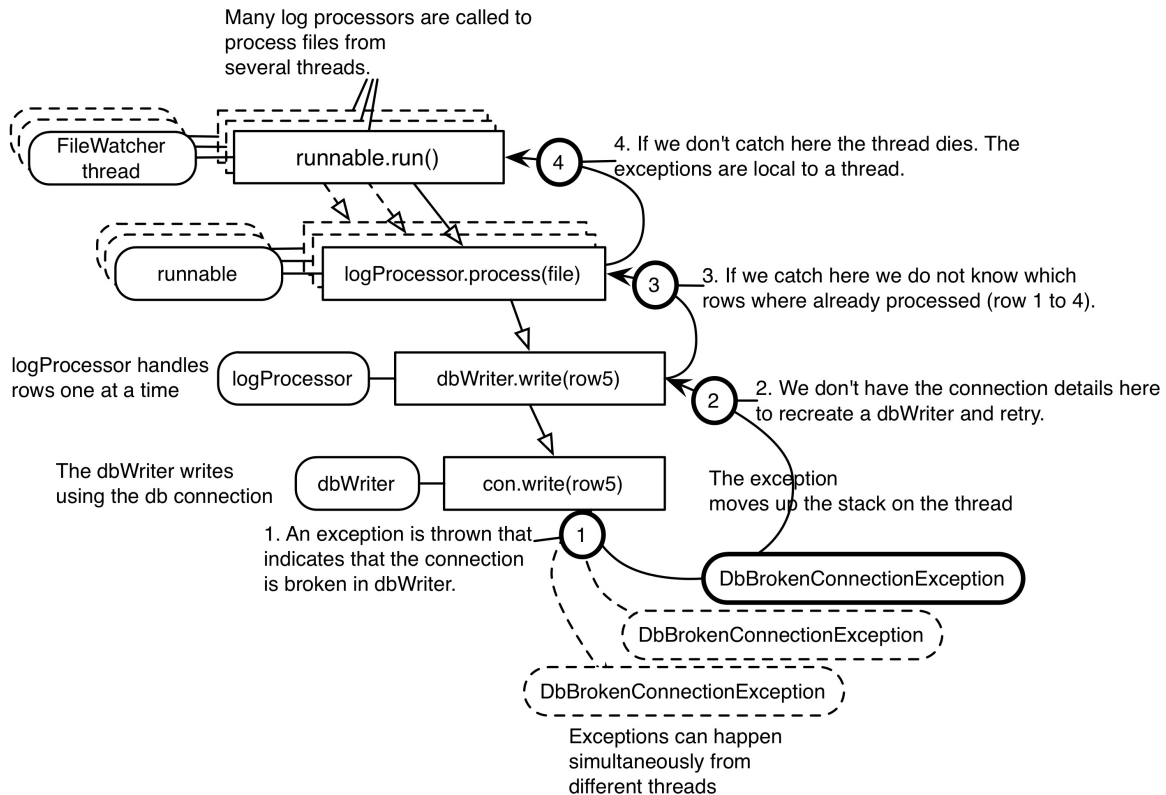 Many log processors are called to
process files from
several threads.
FileWatcher
thread
runnable.run()
4
4. If we don't catch here the thread dies. The
exceptions are local to a thread.
runnable
logProcessor.process(file)
3
3. If we catch here we do not know which
rows where already processed (row 1 to 4).
logProcessor handles
rows one at a time
logProcessor
dbWriter.write(row5)
2
2. We don't have the connection details here
to recreate a dbWriter and retry.
The dbWriter writes
using the db connection
dbWriter
con.write(row5)
The exception
moves up the stack on the thread
1. An exception is thrown that
indicates that the connection
is broken in dbWriter.
1
DbBrokenConnectionException
DbBrokenConnectionException
DbBrokenConnectionException
Exceptions can happen
simultaneously from
different threads